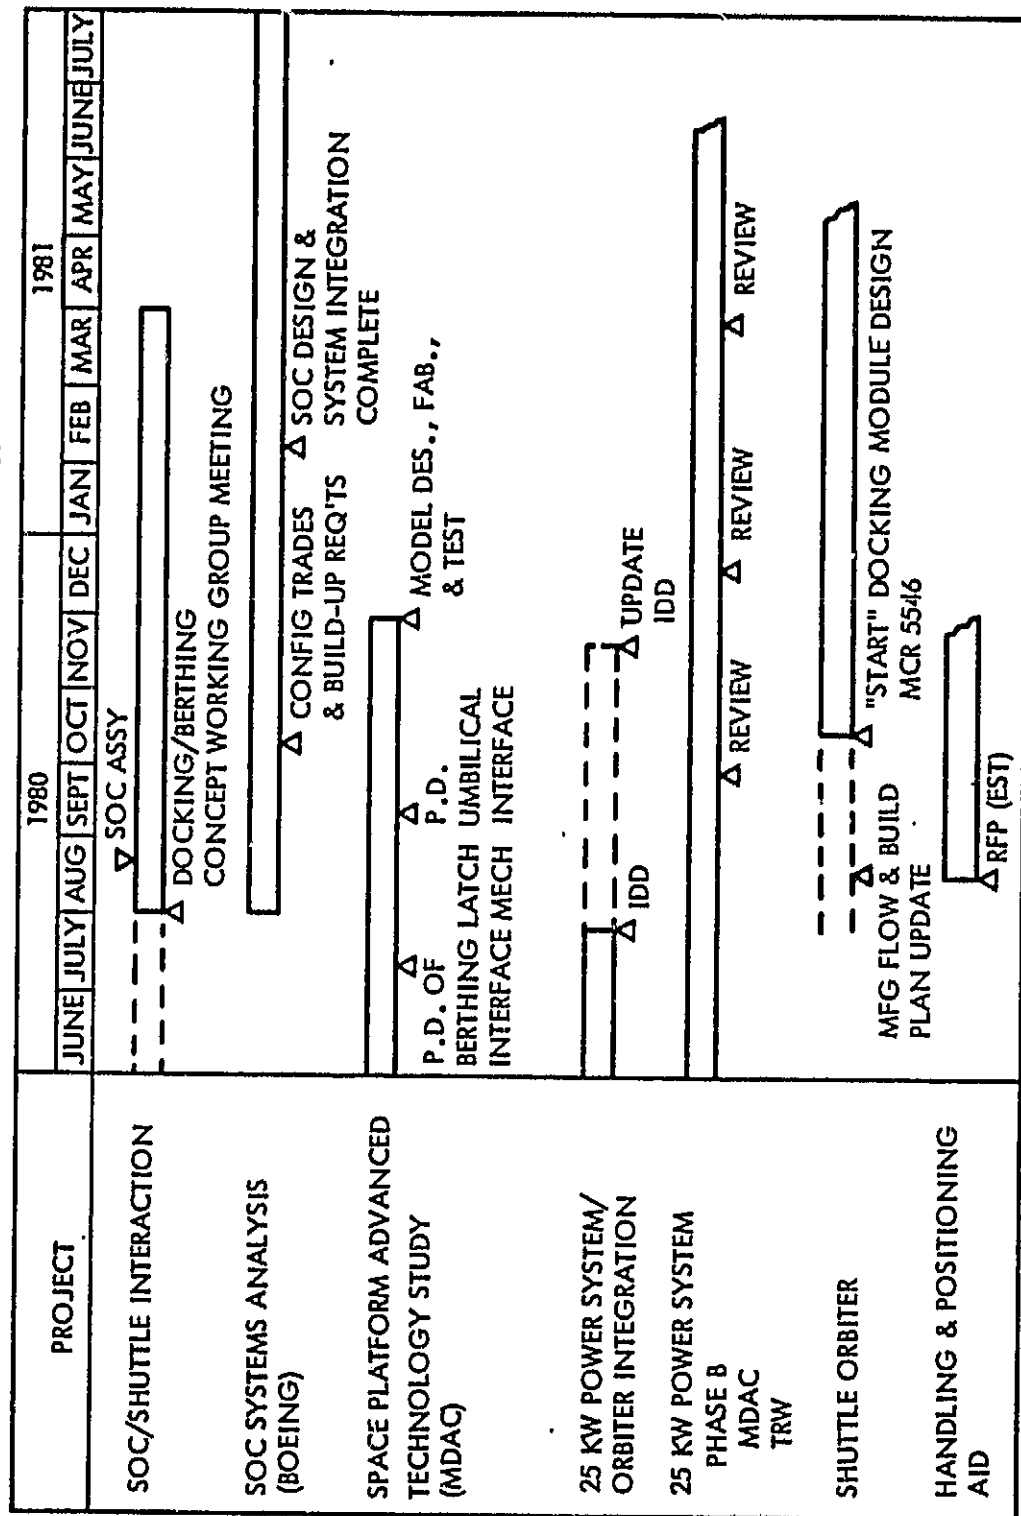 PROJECT
1980
1981
JUNE JULY AUG SEPT OCT NOV DEC JAN FEB MAR APR MAY JUNE JULY
SOC/SHUTTLE INTERACTION
SOC ASSY
DOCKING/BERTHING
CONCEPT WORKING GROUP MEETING
SOC SYSTEMS ANALYSIS
(BOEING)
CONFIG TRADES
& BUILD-UP REQ'TS
SOC DESIGN &
SYSTEM INTEGRATION
COMPLETE
SPACE PLATFORM ADVANCED
TECHNOLOGY STUDY
(MDAC)
P.D. OF
BERTHING LATCH
INTERFACE MECH
P.D.
UMBILICAL
INTERFACE
MODEL DES., FAB.,
& TEST
25 KW POWER SYSTEM/
ORBITER INTEGRATION
IDD
UPDATE
IDD
25 KW POWER SYSTEM
PHASE B
MDAC
TRW
REVIEW
REVIEW
REVIEW
SHUTTLE ORBITER
MFG FLOW & BUILD
PLAN UPDATE
"START" DOCKING MODULE DESIGN
MCR 5546
HANDLING & POSITIONING
AID
RFP (EST)